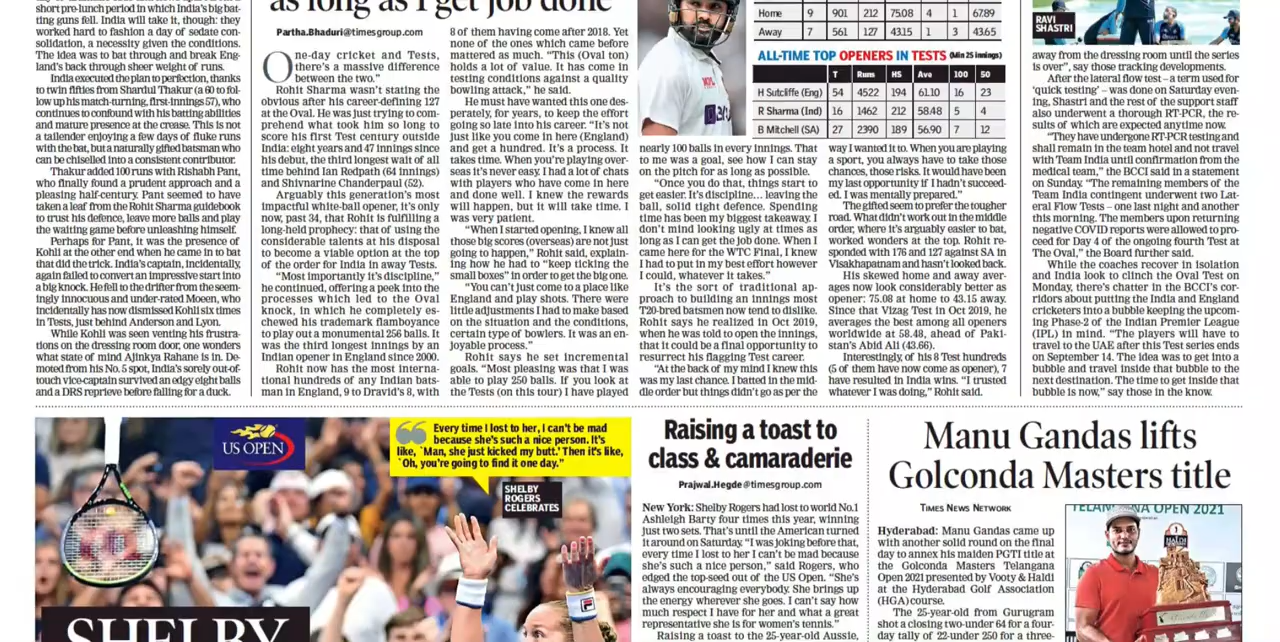 short pre-lunch period in which India's big bat-
ting guns fell. India will take it, though: they
worked hard to fashion a day of sedate con-
solidation, a necessity given the conditions.
The idea was to bat through and break Eng-
land's back through sheer weight of runs.
India executed the plan to perfection, thanks
to twin fifties from Shardul Thakur (a 60 to fol-
low up his match-turning, first-innings 57), who
continues to confound with his batting abilities
and mature presence at the crease. This is not
a tailender enjoying a few days of fluke runs
with the bat, but a naturally gifted batsman who
can be chiselled into a consistent contributor.
Thakur added 100 runs with Rishabh Pant,
who finally found a prudent approach and a
pleasing half-century. Pant seemed to have
taken a leaf from the Rohit Sharma guidebook
to trust his defence, leave more balls and play
the waiting game before unleashing himself.
Perhaps for Pant, it was the presence of
Kohli at the other end when he came in to bat
that did the trick. India's captain, incidentally,
again failed to convert an impressive start into
a big knock. He fell to the drifter from the seem-
ingly innocuous and under-rated Moeen, who
incidentally has now dismissed Kohli six times
in Tests, just behind Anderson and Lyon.
While Kohli was seen venting his frustra-
tions on the dressing room door, one wonders
what state of mind Ajinkya Rahane is in. De-
moted from his No. 5 spot, India's sorely out-of-
touch vice-captain survived an edgy eight balls
and a DRS reprieve before falling for a duck.
as long as I get job done
Partha.Bhaduri@timesgroup.com
One-day cricket and Tests,
there's a massive difference
between the two."
Rohit Sharma wasn't stating the
obvious after his career-defining 127
at the Oval. He was just trying to com-
prehend what took him so long to
score his first Test century outside
India: eight years and 47 innings since
his debut, the third longest wait of all
time behind Ian Redpath (64 innings)
and Shivnarine Chanderpaul (52).
Arguably this generation's most
impactful white-ball opener, it's only
now, past 34, that Rohit is fulfilling a
long-held prophecy: that of using the
considerable talents at his disposal
to become a viable option at the top
of the order for India in away Tests.
"Most importantly it's discipline,"
he continued, offering a peek into the
processes which led to the Oval
knock, in which he completely es-
chewed his trademark flamboyance
to play out a monumental 256 balls. It
was the third longest innings by an
Indian opener in England since 2000.
Rohit now has the most interna-
tional hundreds of any Indian bats-
man in England, 9 to Dravid's 8, with
8 of them having come after 2018. Yet
none of the ones which came before
mattered as much. "This (Oval ton)
holds a lot of value. It has come in
testing conditions against a quality
bowling attack," he said.
He must have wanted this one des-
perately, for years, to keep the effort
going so late into his career. "It's not
just like you come in here (England)
and get a hundred. It's a process. It
takes time. When you're playing over-
seas it's never easy. I had a lot of chats
with players who have come in here
and done well. I knew the rewards
will happen, but it will take time. I
was very patient.
"When I started opening, I knew all
those big scores (overseas) are not just
going to happen," Rohit said, explain-
ing how he had to "keep ticking the
small boxes" in order to get the big one.
"You can't just come to a place like
England and play shots. There were
little adjustments I had to make based
on the situation and the conditions,
certain type of bowlers. It was an en-
joyable process."
Rohit says he set incremental
goals. "Most pleasing was that I was
able to play 250 balls. If you look at
the Tests (on this tour) I have played
Home 9 901 212 75.08 4 1 67.89
Away 7 561 127 43.15 1 3 43.65
ALL-TIME TOP OPENERS IN TESTS (Min 25 innings)
T Runs HS Ave 100 50
H Sutcliffe (Eng) 54 4522 194 61.10 16 23
R Sharma (Ind) 16 1462 212 58.48 5 4
B Mitchell (SA) 27 2390 189 56.90 7 12
nearly 100 balls in every innings. That
to me was a goal, see how I can stay
on the pitch for as long as possible.
"Once you do that, things start to
get easier. It's discipline… leaving the
ball, solid tight defence. Spending
time has been my biggest takeaway. I
don't mind looking ugly at times as
long as I can get the job done. When I
came here for the WTC Final, I knew
I had to put in my best effort however
I could, whatever it takes."
It's the sort of traditional ap-
proach to building an innings most
T20-bred batsmen now tend to dislike.
Rohit says he realized in Oct 2019,
when he was told to open the innings,
that it could be a final opportunity to
resurrect his flagging Test career.
"At the back of my mind I knew this
was my last chance. I batted in the mid-
dle order but things didn't go as per the
way I wanted it to. When you are playing
a sport, you always have to take those
chances, those risks. It would have been
my last opportunity if I hadn't succeed-
ed. I was mentally prepared."
The gifted seem to prefer the tougher
road. What didn't work out in the middle
order, where it's arguably easier to bat,
worked wonders at the top. Rohit re-
sponded with 176 and 127 against SA in
Visakhapatnam and hasn't looked back.
His skewed home and away aver-
ages now look considerably better as
opener: 75.08 at home to 43.15 away.
Since that Vizag Test in Oct 2019, he
averages the best among all openers
worldwide at 58.48, ahead of Paki-
stan's Abid Ali (43.66).
Interestingly, of his 8 Test hundreds
(5 of them have now come as opener), 7
have resulted in India wins. "I trusted
whatever I was doing," Rohit said.
RAVI
SHASTRI
away from the dressing room until the series
is over", say those tracking developments.
After the lateral flow test – a term used for
'quick testing' – was done on Saturday even-
ing, Shastri and the rest of the support staff
also underwent a thorough RT-PCR, the re-
sults of which are expected anytime now.
"They have undergone RT-PCR testing and
shall remain in the team hotel and not travel
with Team India until confirmation from the
medical team," the BCCI said in a statement
on Sunday. "The remaining members of the
Team India contingent underwent two Lat-
eral Flow Tests – one last night and another
this morning. The members upon returning
negative COVID reports were allowed to pro-
ceed for Day 4 of the ongoing fourth Test at
The Oval," the Board further said.
While the coaches recover in isolation
and India look to clinch the Oval Test on
Monday, there's chatter in the BCCI's cor-
ridors about putting the India and England
cricketers into a bubble keeping the upcom-
ing Phase-2 of the Indian Premier League
(IPL) in mind. "The players will have to
travel to the UAE after this Test series ends
on September 14. The idea was to get into a
bubble and travel inside that bubble to the
next destination. The time to get inside that
bubble is now," say those in the know.
US OPEN
Every time I lost to her, I can't be mad
because she's such a nice person. It's
like, `Man, she just kicked my butt.' Then it's like,
`Oh, you're going to find it one day."
SHELBY
ROGERS
CELEBRATES
SHELBY
Raising a toast to
class & camaraderie
Prajwal.Hegde@timesgroup.com
New York: Shelby Rogers had lost to world No.1
Ashleigh Barty four times this year, winning
just two sets. That's until the American turned
it around on Saturday. "I was joking before that,
every time I lost to her I can't be mad because
she's such a nice person," said Rogers, who
edged the top-seed out of the US Open. "She's
always encouraging everybody. She brings up
the energy wherever she goes. I can't say how
much respect I have for her and what a great
representative she is for women's tennis."
Raising a toast to the 25-year-old Aussie,
Manu Gandas lifts
Golconda Masters title
TIMES NEWS NETWORK
Hyderabad: Manu Gandas came up
with another solid round on the final
day to annex his maiden PGTI title at
the Golconda Masters Telangana
Open 2021 presented by Vooty & Haldi
at the Hyderabad Golf Association
(HGA) course.
The 25-year-old from Gurugram
shot a closing two-under 64 for a four-
day tally of 22-under 250 for a three-
TELANGANA OPEN 2021